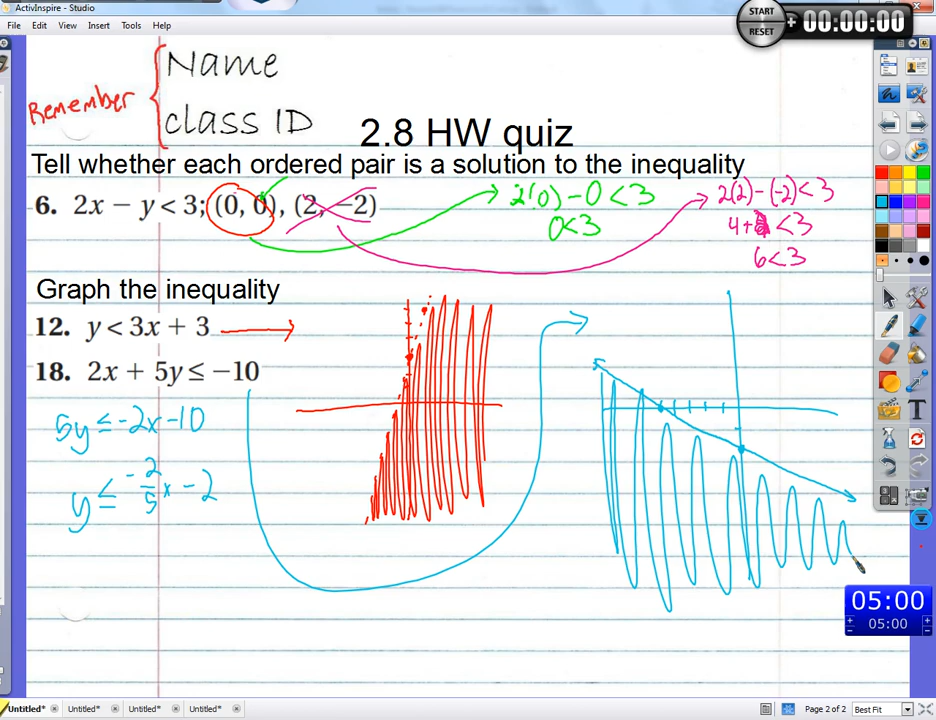 ActivInspire - Studio
File Edit View Insert Tools Help
START
RESET
00:00:00
Remember
Name
class ID
2.8 HW quiz
Tell whether each ordered pair is a solution to the inequality
6. 2x − y < 3; (0, 0), (2, −2)
2(0) − 0 < 3
0 < 3
2(2) − (−2) < 3
4 + < 3
6 < 3
Graph the inequality
12. y < 3x + 3
18. 2x + 5y ≤ −10
5y ≤ −2x − 10
y ≤ −2/5x − 2
05:00
05:00
Untitled* Untitled* Untitled* Untitled*
Page 2 of 2 Best Fit